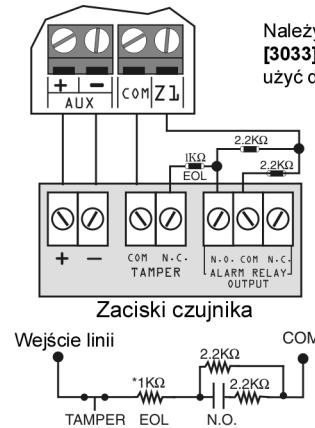 Należy
[3033]
użyć d
+ −
AUX
COM Z1
2.2KΩ
1KΩ
EOL
2.2KΩ
+ −
COM N.C.
TAMPER
N.O. COM N.C.
ALARM RELAY
OUTPUT
Zaciski czujnika
Wejście linii
COM
2.2KΩ
*1KΩ
2.2KΩ
TAMPER EOL N.O.